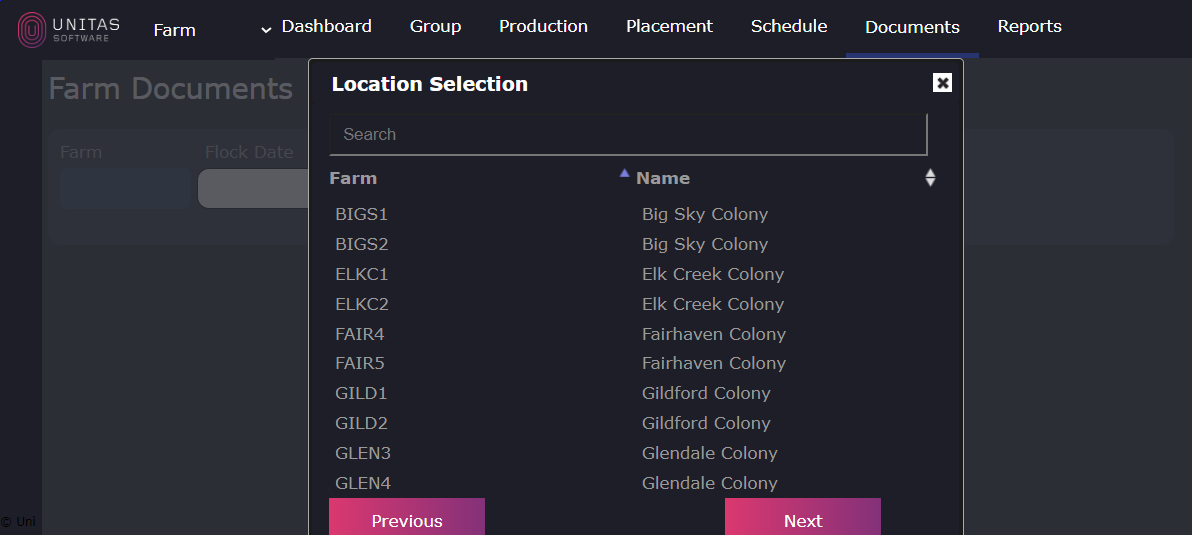 UNITAS
SOFTWARE
Farm
Dashboard
Group
Production
Placement
Schedule
Documents
Reports
Farm Documents
Farm
Flock Date
Location Selection
Search
Farm Name
BIGS1 Big Sky Colony
BIGS2 Big Sky Colony
ELKC1 Elk Creek Colony
ELKC2 Elk Creek Colony
FAIR4 Fairhaven Colony
FAIR5 Fairhaven Colony
GILD1 Gildford Colony
GILD2 Gildford Colony
GLEN3 Glendale Colony
GLEN4 Glendale Colony
Previous Next
© Uni